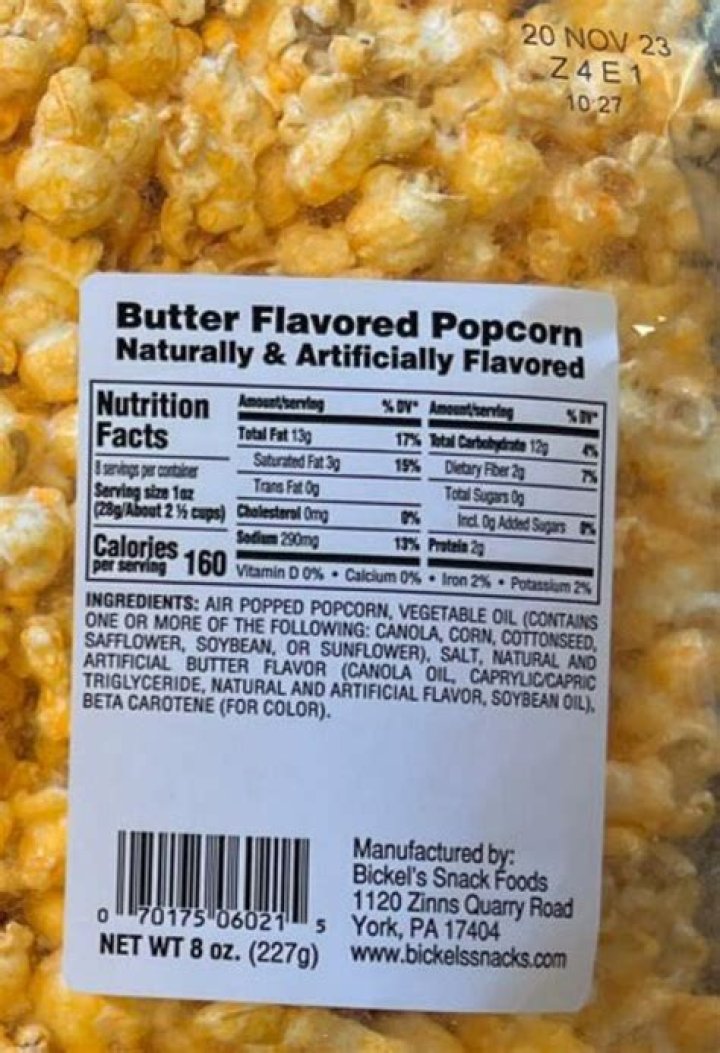 20 NOV 23
Z4E1
10:27
Butter Flavored Popcorn
Naturally & Artificially Flavored
Nutrition
Facts
8 servings per container
Serving size 1oz
(28g/About 2 ½ cups)
Calories
per serving 160
Amount/serving % DV*
Total Fat 13g 17%
Saturated Fat 3g 15%
Trans Fat 0g
Cholesterol 0mg 0%
Sodium 290mg 13%
Amount/serving % DV*
Total Carbohydrate 12g 4%
Dietary Fiber 2g 7%
Total Sugars 0g
Incl. 0g Added Sugars 0%
Protein 2g
Vitamin D 0% • Calcium 0% • Iron 2% • Potassium 2%
INGREDIENTS: AIR POPPED POPCORN, VEGETABLE OIL (CONTAINS
ONE OR MORE OF THE FOLLOWING: CANOLA, CORN, COTTONSEED,
SAFFLOWER, SOYBEAN, OR SUNFLOWER), SALT, NATURAL AND
ARTIFICIAL BUTTER FLAVOR (CANOLA OIL, CAPRYLIC/CAPRIC
TRIGLYCERIDE, NATURAL AND ARTIFICIAL FLAVOR, SOYBEAN OIL),
BETA CAROTENE (FOR COLOR).
0 70175 06021 5
NET WT 8 oz. (227g)
Manufactured by:
Bickel's Snack Foods
1120 Zinns Quarry Road
York, PA 17404
www.bickelssnacks.com